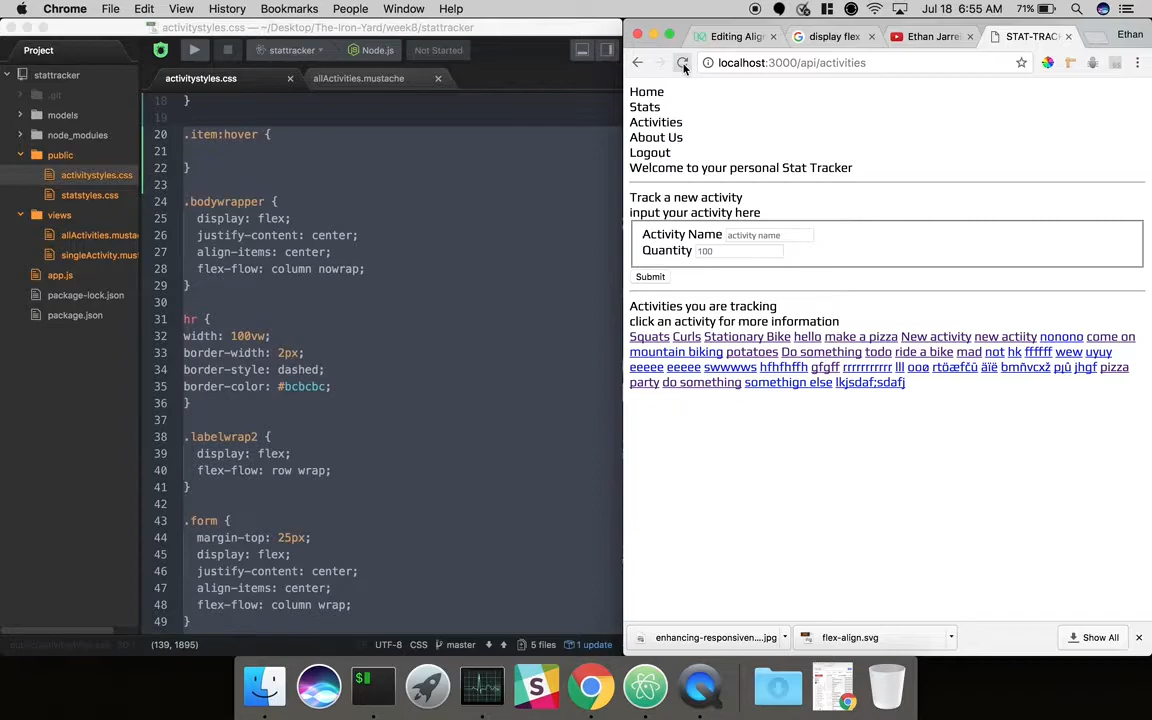 Chrome File Edit View History Bookmarks People Window Help
71% Jul 18 6:55 AM Ethan
activitystyles.css — ~/Desktop/The-Iron-Yard/week8/stattracker
Project
stattracker
Node.js
Not Started
activitystyles.css
allActivities.mustache
stattracker
.git
models
node_modules
public
activitystyles.css
statstyles.css
views
allActivities.musta
singleActivity.mus
app.js
package-lock.json
package.json
18 }
19
20 .item:hover {
21
22 }
23
24 .bodywrapper {
25 display: flex;
26 justify-content: center;
27 align-items: center;
28 flex-flow: column nowrap;
29 }
30
31 hr {
32 width: 100vw;
33 border-width: 2px;
34 border-style: dashed;
35 border-color: #bcbcbc;
36 }
37
38 .labelwrap2 {
39 display: flex;
40 flex-flow: row wrap;
41 }
42
43 .form {
44 margin-top: 25px;
45 display: flex;
46 justify-content: center;
47 align-items: center;
48 flex-flow: column wrap;
49 }
(139, 1895) UTF-8 CSS master 5 files 1 update
Editing Alig
display flex
Ethan Jarrel
STAT-TRACK
Ethan
localhost:3000/api/activities
Home
Stats
Activities
About Us
Logout
Welcome to your personal Stat Tracker
Track a new activity
input your activity here
Activity Name activity name
Quantity 100
Submit
Activities you are tracking
click an activity for more information
Squats Curls Stationary Bike hello make a pizza New activity new actiity nonono come on
mountain biking potatoes Do something todo ride a bike mad not hk ffffff wew uyuy
eeeee eeeee swwwws hfhfhffh gfgff rrrrrrrrrrr lll ooø rtöæfčû äïë bmñvcxž pjû jhgf pizza
party do something somethign else lkjsdaf;sdafj
enhancing-responsiven....jpg
flex-align.svg
Show All